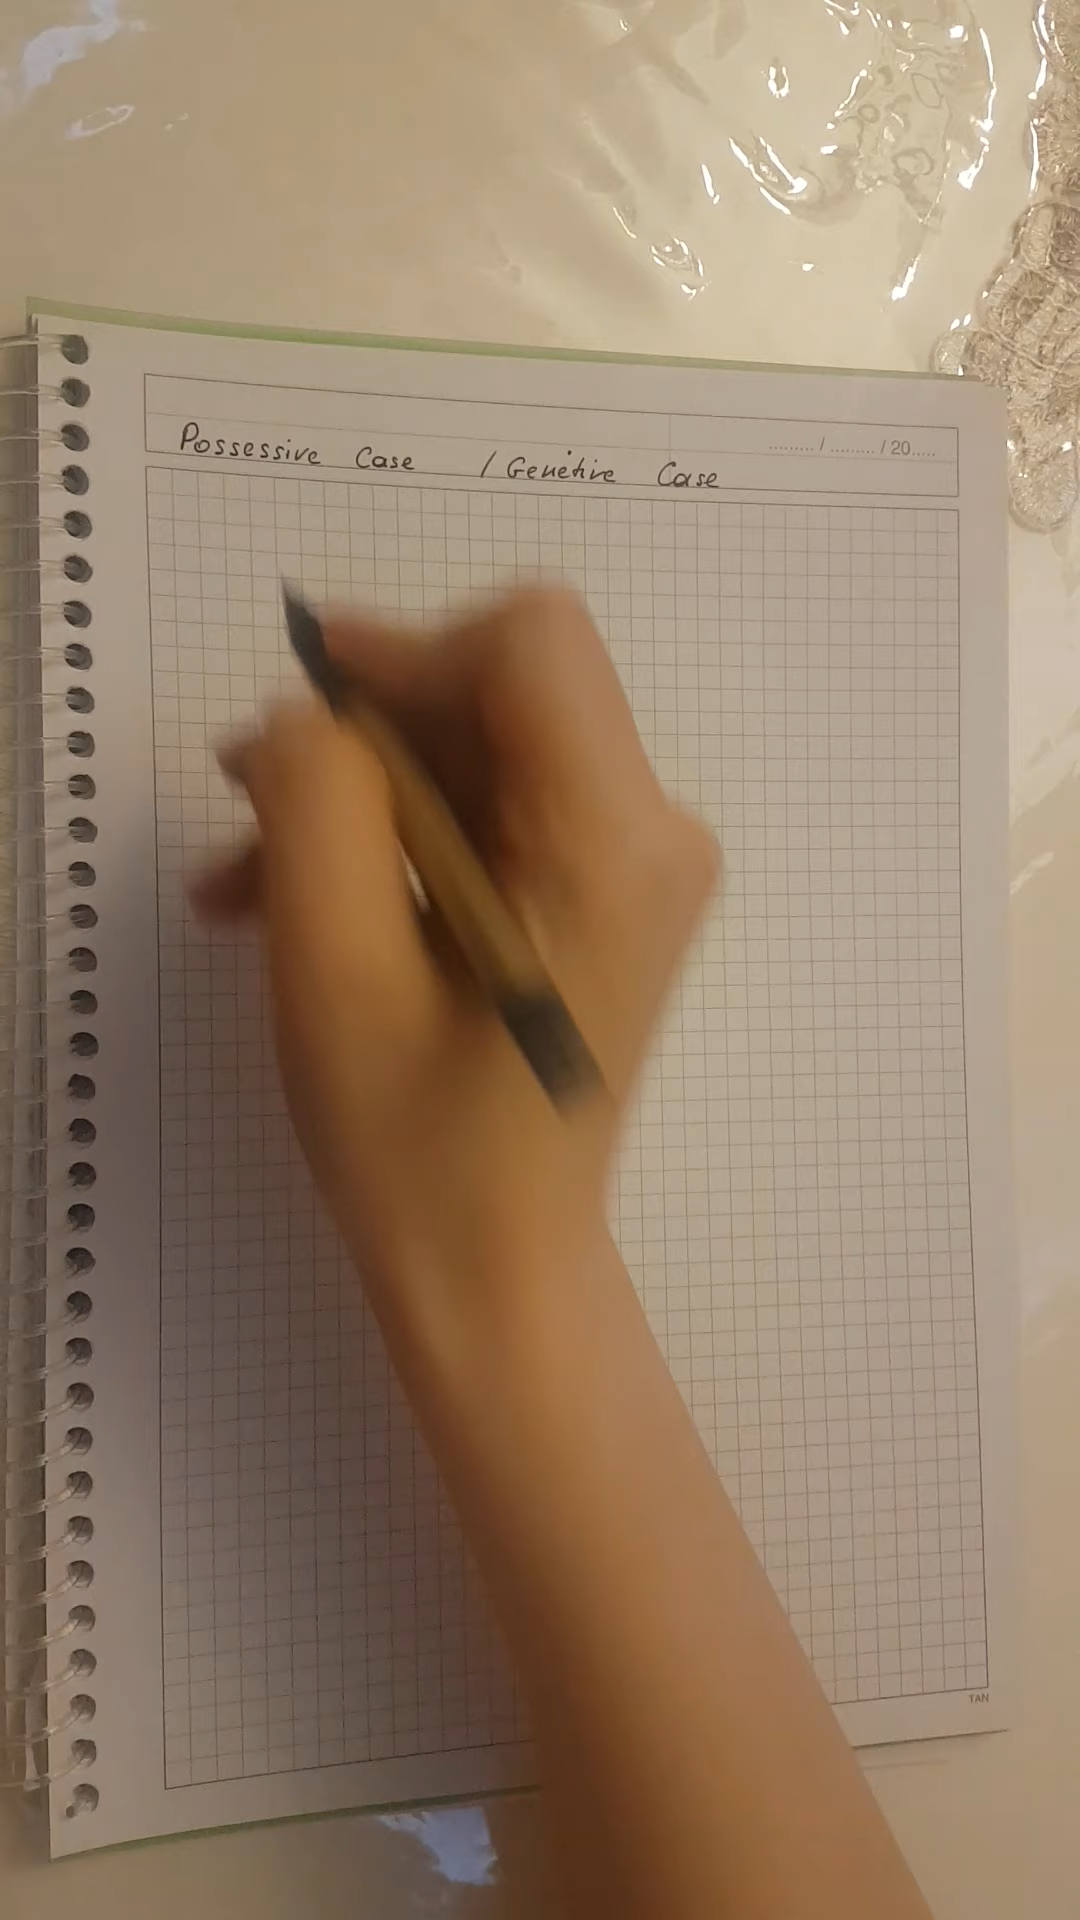 Possessive Case / Genetive Case
........ / ........ / 20.....
TAN